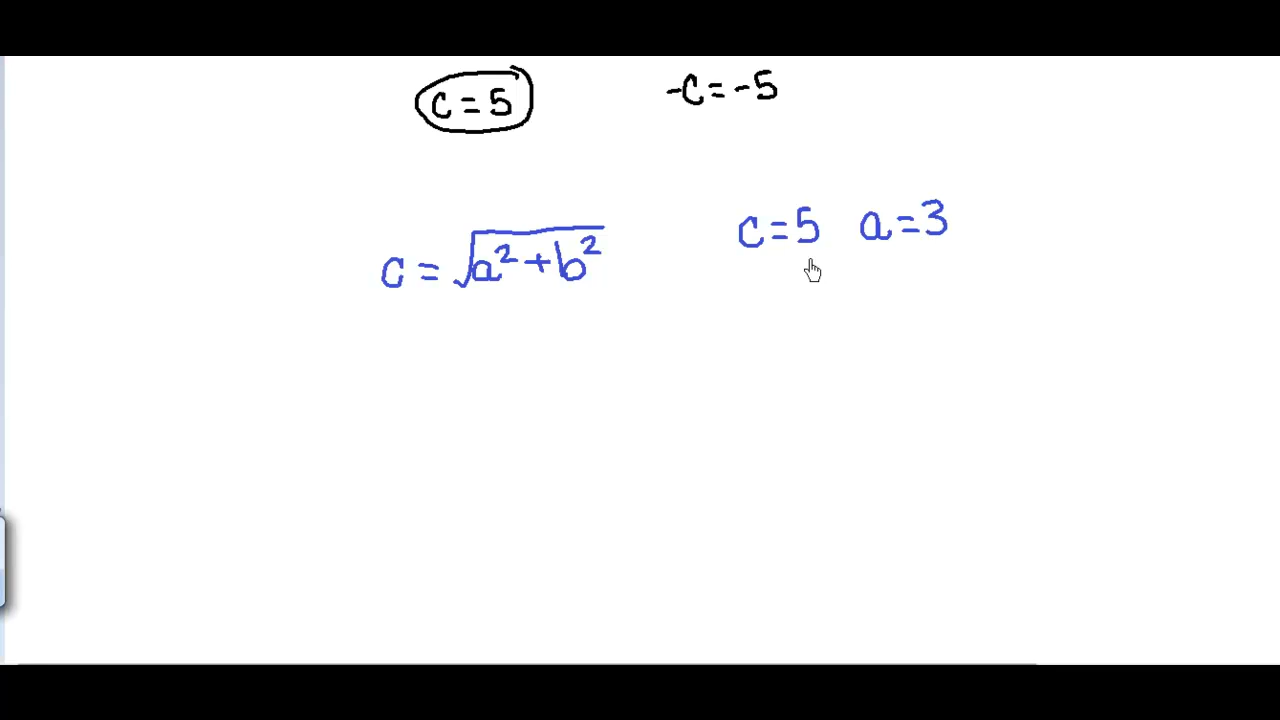 c = 5 -c = -5
c = √a² + b² c = 5 a = 3